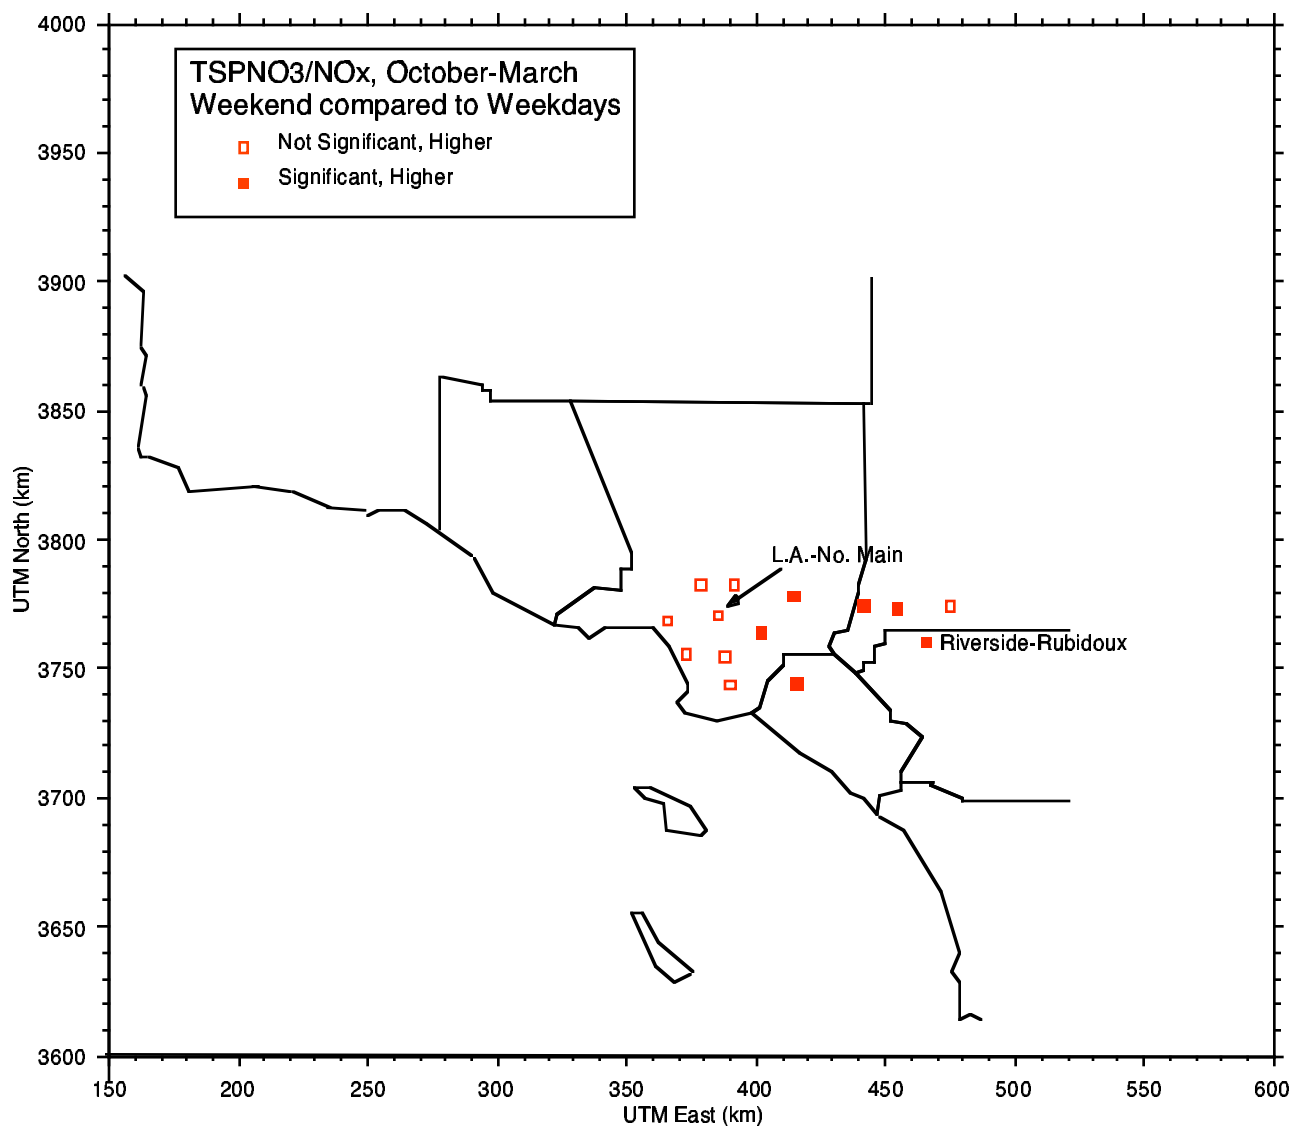 TSPNO3/NOx, October-March
Weekend compared to Weekdays
Not Significant, Higher
Significant, Higher
4000
3950
3900
3850
3800
3750
3700
3650
3600
UTM North (km)
L.A.-No. Main
Riverside-Rubidoux
150 200 250 300 350 400 450 500 550 600
UTM East (km)